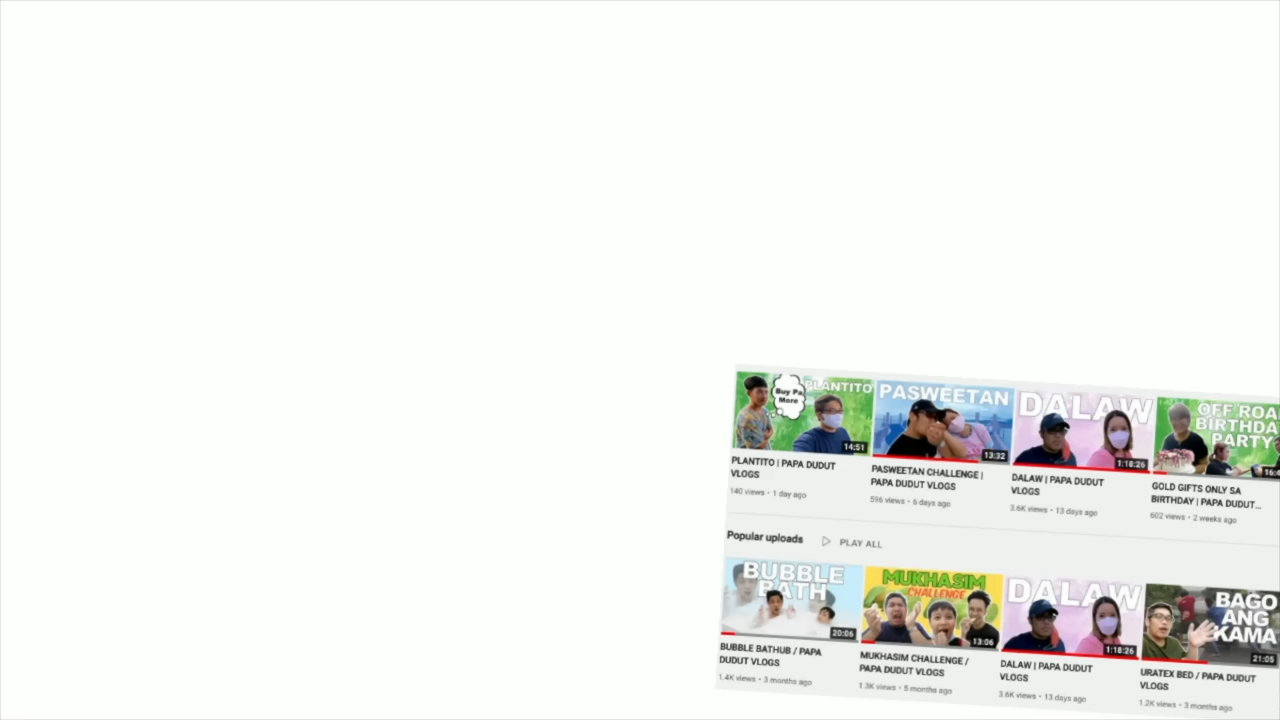 Buy Pa
More
PLANTITO
14:51
PLANTITO | PAPA DUDUT
VLOGS
140 views • 1 day ago
PASWEETAN
13:32
PASWEETAN CHALLENGE |
PAPA DUDUT VLOGS
596 views • 6 days ago
DALAW
1:18:26
DALAW | PAPA DUDUT
VLOGS
3.6K views • 13 days ago
OFF ROA
BIRTHDA
PARTY
16:4
GOLD GIFTS ONLY SA
BIRTHDAY | PAPA DUDUT...
602 views • 2 weeks ago
Popular uploads
PLAY ALL
BUBBLE
BATH
20:06
BUBBLE BATHUB / PAPA
DUDUT VLOGS
1.4K views • 3 months ago
MUKHASIM
CHALLENGE
13:06
MUKHASIM CHALLENGE /
PAPA DUDUT VLOGS
1.3K views • 5 months ago
DALAW
1:18:26
DALAW | PAPA DUDUT
VLOGS
3.6K views • 13 days ago
BAGO
ANG
KAMA
21:05
URATEX BED / PAPA DUDUT
VLOGS
1.2K views • 3 months ago